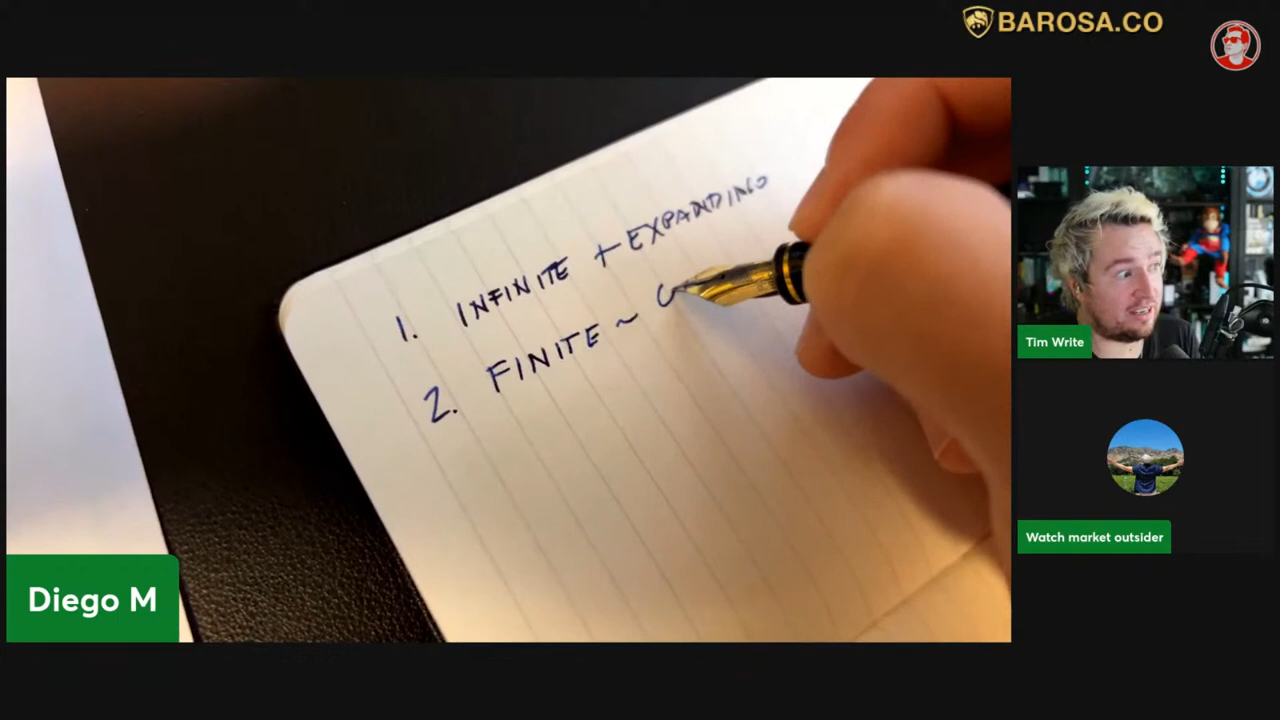 BAROSA.CO
1. INFINITE + EXPANDING
2. FINITE ~ C
Diego M
Tim Write
Watch market outsider